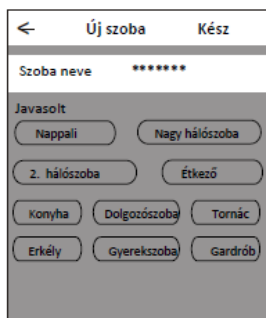 Új szoba Kész
Szoba neve *******
Javasolt
Nappali Nagy hálószoba
2. hálószoba Étkező
Konyha Dolgozószoba Tornác
Erkély Gyerekszoba Gardrób